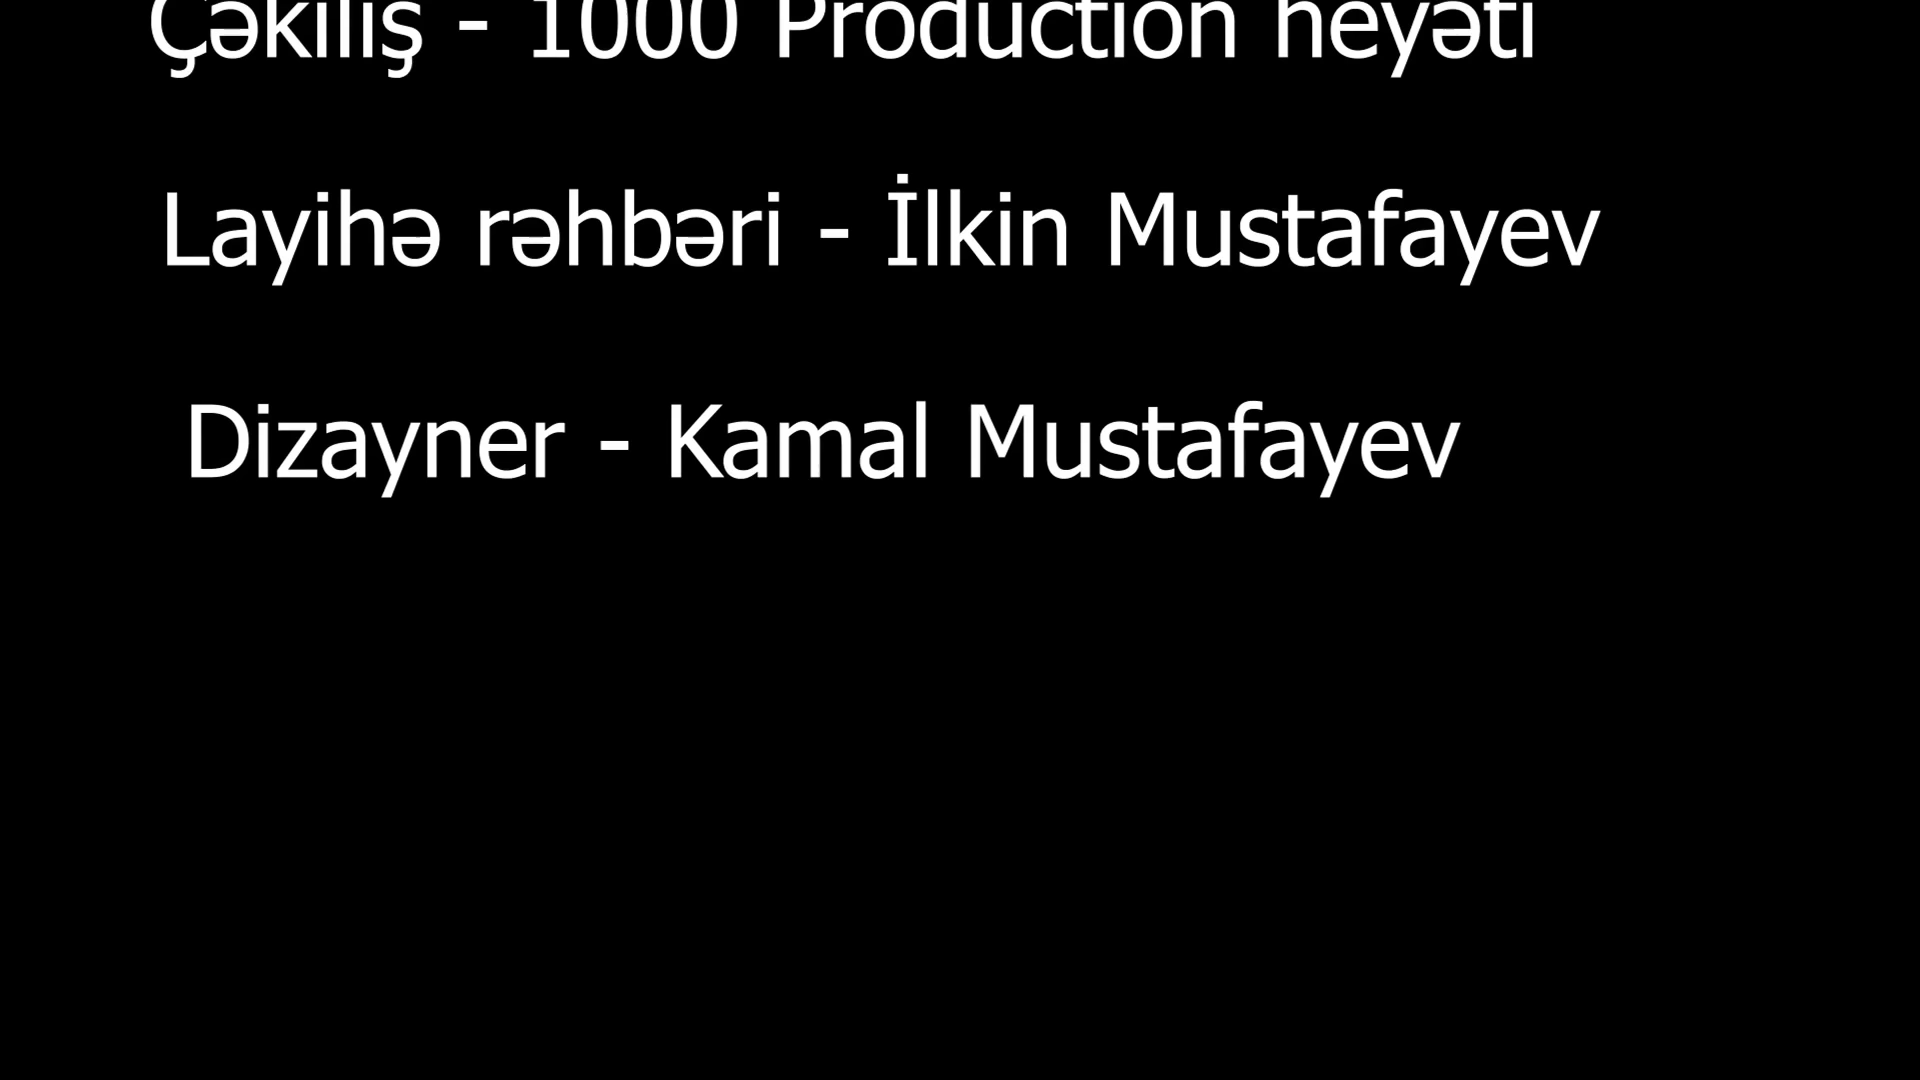 Çəkiliş - 1000 Production heyəti
Layihə rəhbəri - İlkin Mustafayev
Dizayner - Kamal Mustafayev